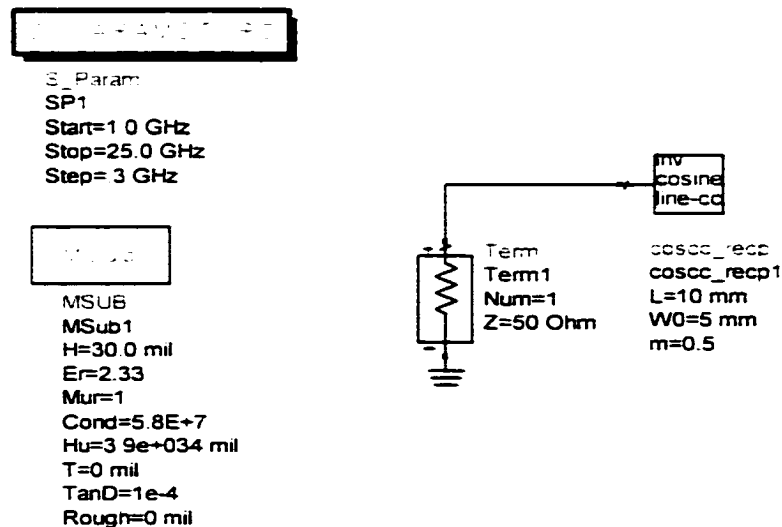 S_Param
SP1
Start=1 0 GHz
Stop=25.0 GHz
Step= 3 GHz
MSUB
MSub1
H=30.0 mil
Er=2.33
Mur=1
Cond=5.8E+7
Hu=3 9e+034 mil
T=0 mil
TanD=1e-4
Rough=0 mil
Term
Term1
Num=1
Z=50 Ohm
inv
cosine
line-cc
coscc_recp
coscc_recp1
L=10 mm
W0=5 mm
m=0.5